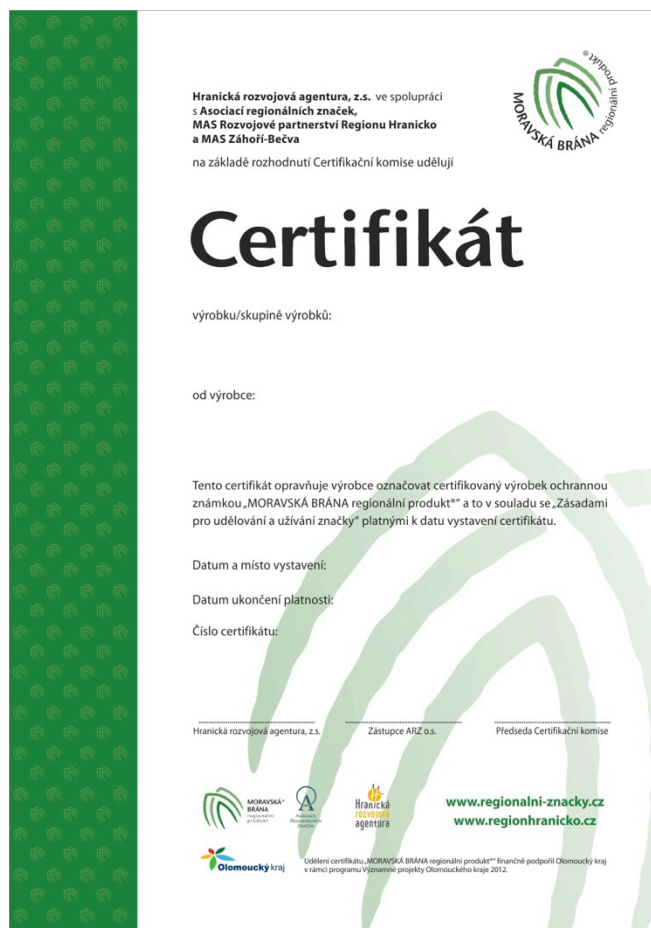 Hranická rozvojová agentura, z.s. ve spolupráci
s Asociací regionálních značek,
MAS Rozvojové partnerství Regionu Hranicko
a MAS Záhoří-Bečva
na základě rozhodnutí Certifikační komise udělují
MORAVSKÁ BRÁNA regionální produkt®
Certifikát
výrobku/skupině výrobků:
od výrobce:
Tento certifikát opravňuje výrobce označovat certifikovaný výrobek ochrannou
známkou „MORAVSKÁ BRÁNA regionální produkt®“ a to v souladu se „Zásadami
pro udělování a užívání značky“ platnými k datu vystavení certifikátu.
Datum a místo vystavení:
Datum ukončení platnosti:
Číslo certifikátu:
Hranická rozvojová agentura, z.s. Zástupce ARZ o.s. Předseda Certifikační komise
MORAVSKÁ®
BRÁNA
regionální
produkt
Asociace
Regionálních
Značek
Hranická
rozvojová
agentura
www.regionalni-znacky.cz
www.regionhranicko.cz
Olomoucký kraj
Udělení certifikátu „MORAVSKÁ BRÁNA regionální produkt®“ finančně podpořil Olomoucký kraj
v rámci programu Významné projekty Olomouckého kraje 2012.